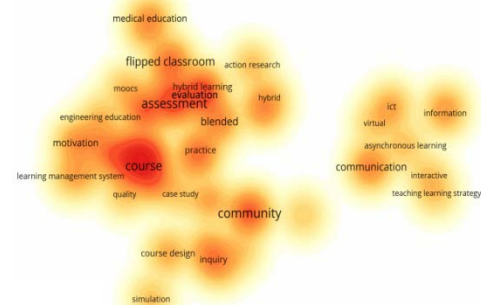 medical education
flipped classroom
action research
moocs
hybrid learning
evaluation
assessment
hybrid
ict
information
engineering education
blended
virtual
motivation
practice
asynchronous learning
course
communication
learning management system
interactive
quality
case study
teaching learning strategy
community
course design
inquiry
simulation